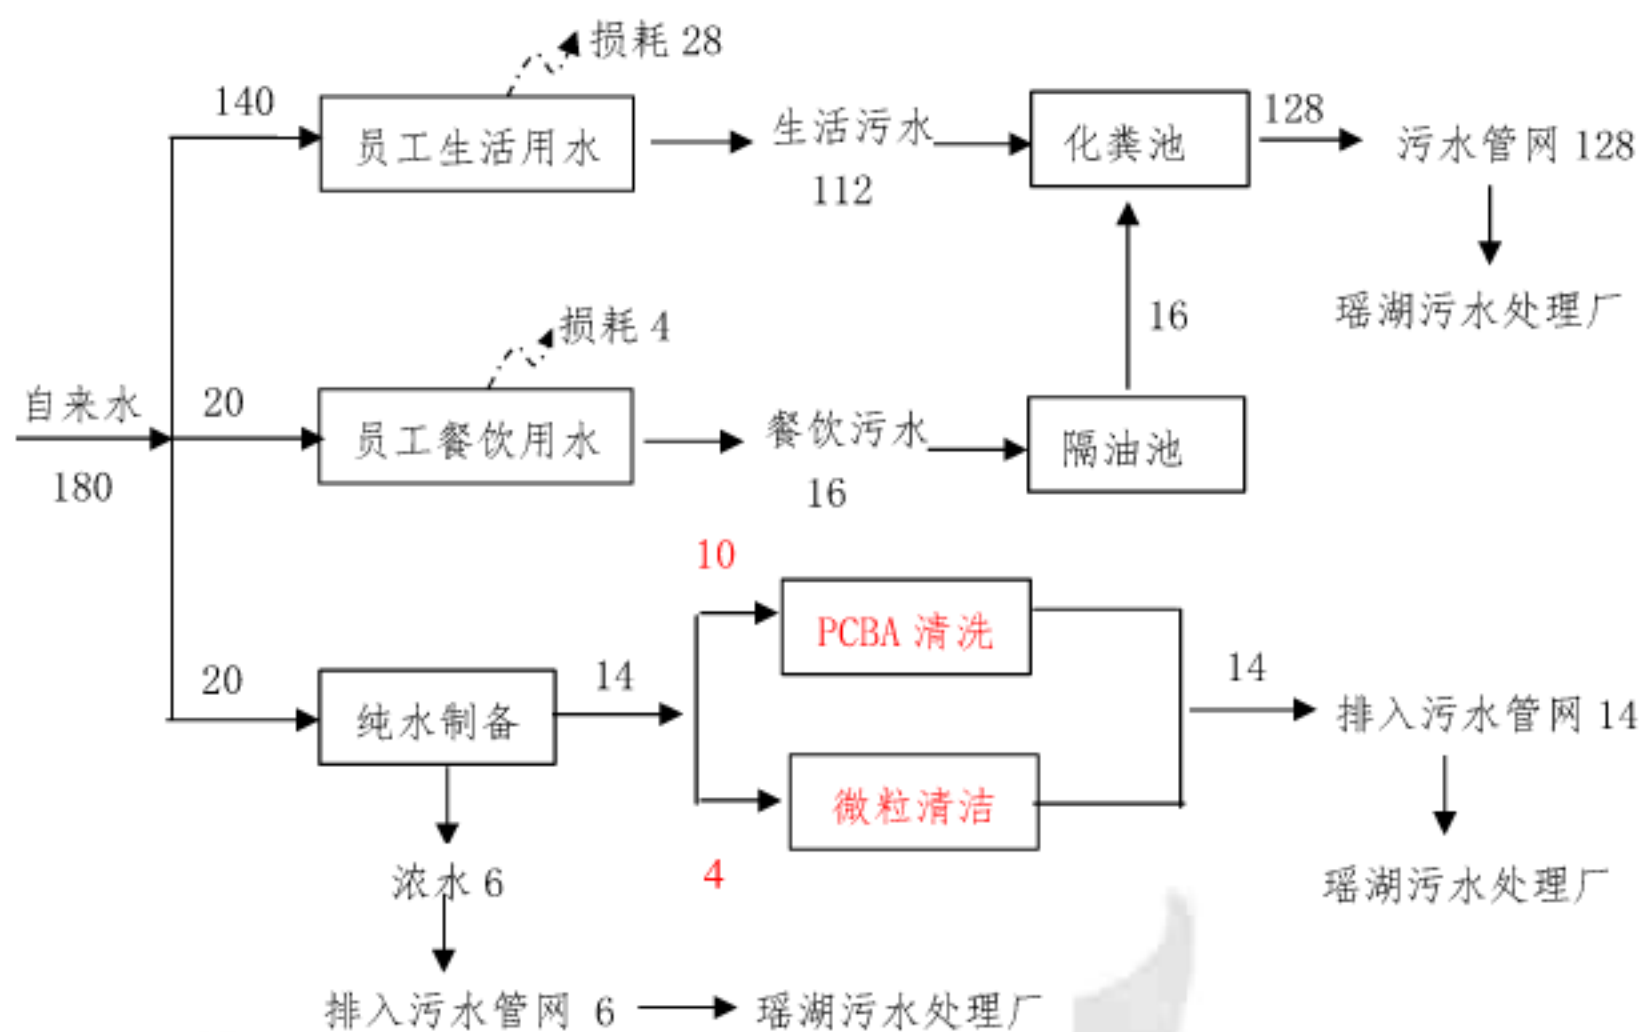 损耗 28
140
员工生活用水
生活污水
112
化粪池
128
污水管网 128
瑶湖污水处理厂
损耗 4
16
自来水
180
20
员工餐饮用水
餐饮污水
16
隔油池
10
PCBA 清洗
20
纯水制备
14
14
排入污水管网 14
微粒清洁
4
瑶湖污水处理厂
浓水 6
排入污水管网 6
瑶湖污水处理厂